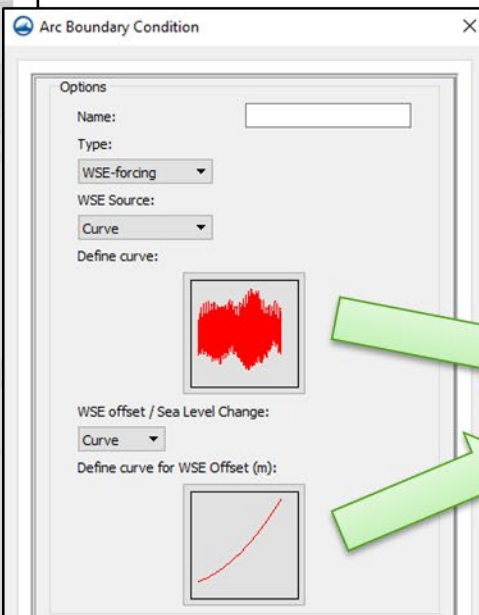 Arc Boundary Condition
Options
Name:
Type:
WSE-forcing
WSE Source:
Curve
Define curve:
WSE offset / Sea Level Change:
Curve
Define curve for WSE Offset (m):